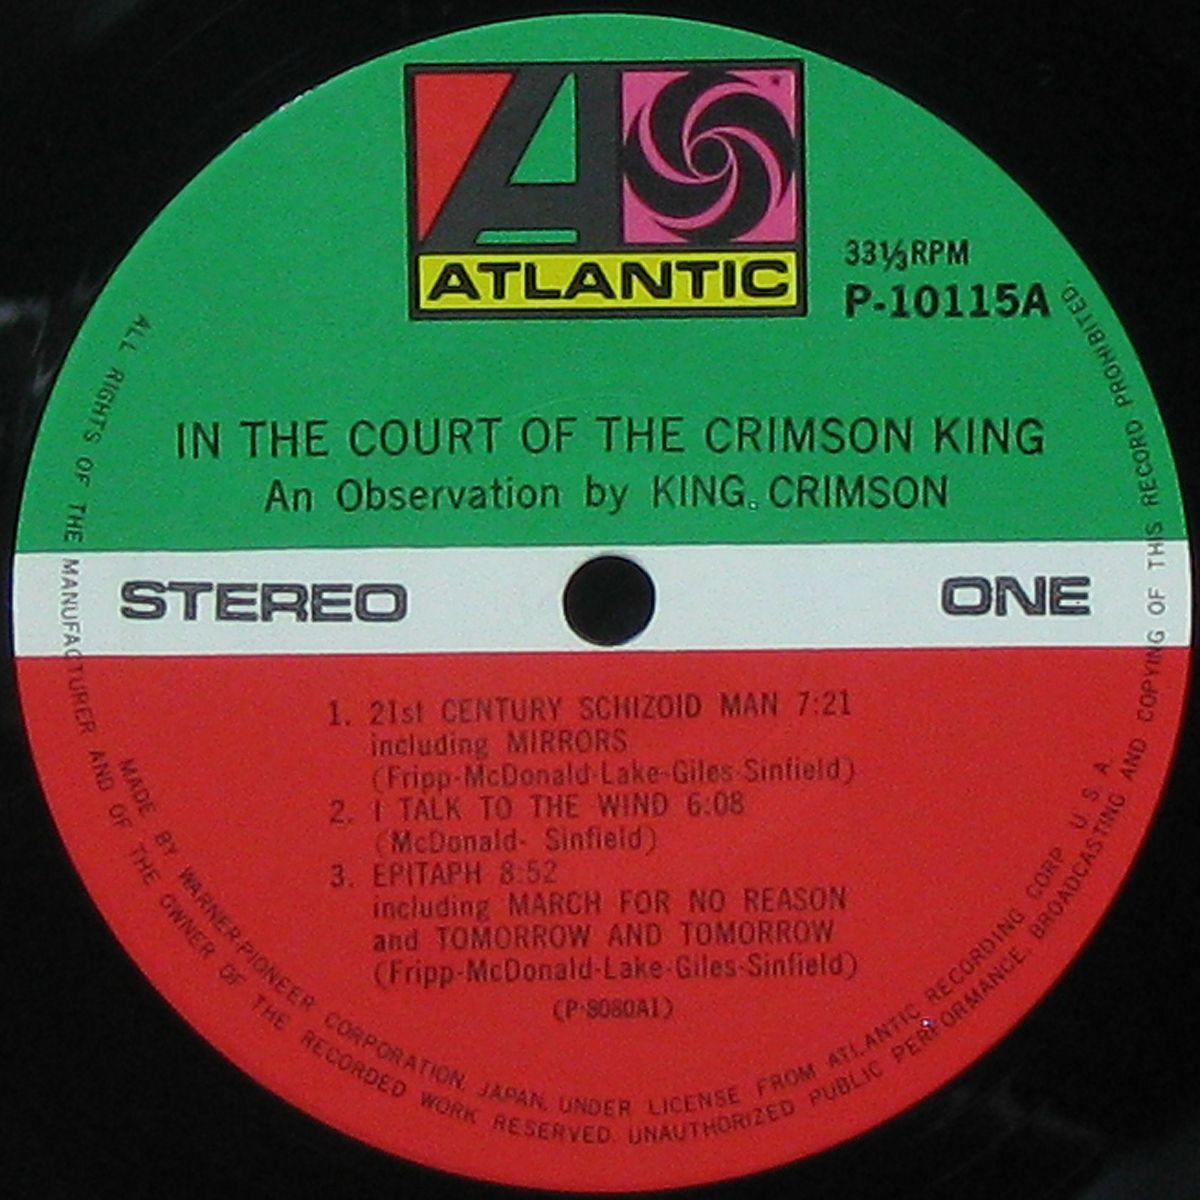 ATLANTIC
33⅓RPM
P-10115A
IN THE COURT OF THE CRIMSON KING
An Observation by KING CRIMSON
STEREO
ONE
1. 21st CENTURY SCHIZOID MAN 7:21
including MIRRORS
(Fripp-McDonald-Lake-Giles-Sinfield)
2. I TALK TO THE WIND 6:08
(McDonald- Sinfield)
3. EPITAPH 8:52
including MARCH FOR NO REASON
and TOMORROW AND TOMORROW
(Fripp-McDonald-Lake-Giles-Sinfield)
(P-8080A1)
MADE BY WARNER-PIONEER CORPORATION, JAPAN, UNDER LICENSE FROM ATLANTIC RECORDING CORP U S A.
ALL RIGHTS OF THE MANUFACTURER AND OF THE OWNER OF THE RECORDED WORK RESERVED. UNAUTHORIZED PUBLIC PERFORMANCE, BROADCASTING AND COPYING OF THIS RECORD PROHIBITED.